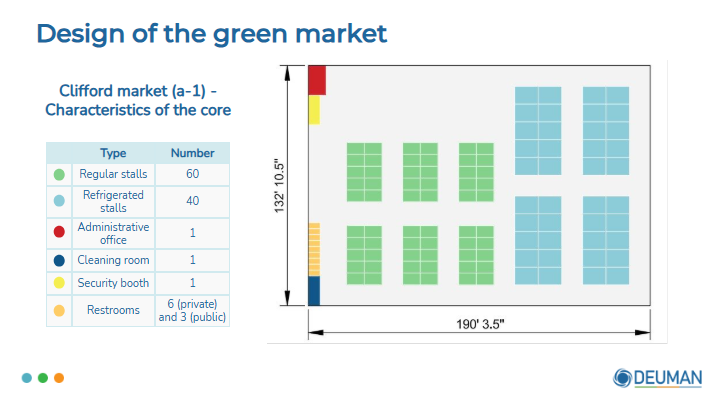 Design of the green market
Clifford market (a-1) -
Characteristics of the core
Type Number
Regular stalls 60
Refrigerated
stalls 40
Administrative
office 1
Cleaning room 1
Security booth 1
Restrooms 6 (private)
and 3 (public)
132' 10.5"
190' 3.5"
DEUMAN